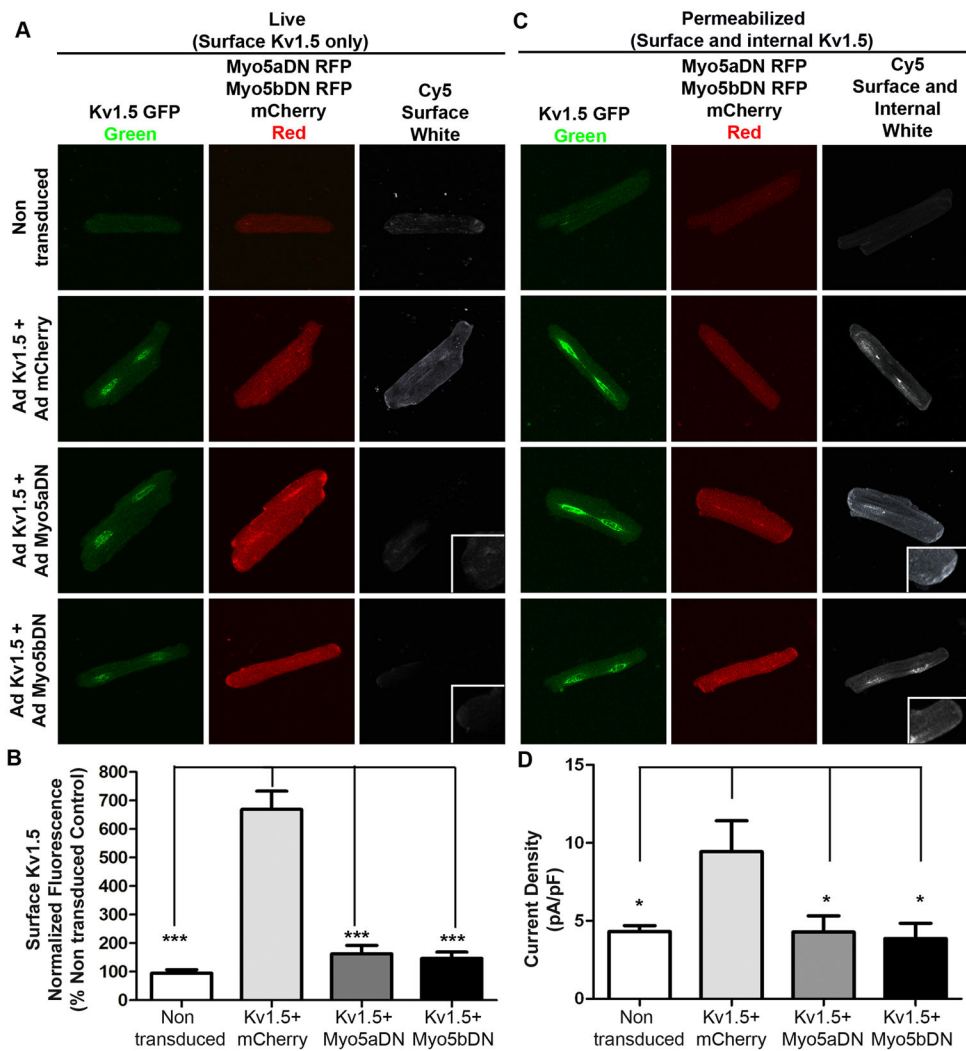 A
Live
(Surface Kv1.5 only)
Kv1.5 GFP
Green
Myo5aDN RFP
Myo5bDN RFP
mCherry
Red
Cy5
Surface
White
C
Permeabilized
(Surface and internal Kv1.5)
Kv1.5 GFP
Green
Myo5aDN RFP
Myo5bDN RFP
mCherry
Red
Cy5
Surface and
Internal
White
Non
transduced
Ad Kv1.5 +
Ad mCherry
Ad Kv1.5 +
Ad Myo5aDN
Ad Kv1.5 +
Ad Myo5bDN
B
Surface Kv1.5
Normalized Fluorescence
(% Non transduced Control)
800
700
600
500
400
300
200
100
0
***
***
***
Non
transduced
Kv1.5+
mCherry
Kv1.5+
Myo5aDN
Kv1.5+
Myo5bDN
D
Current Density
(pA/pF)
15
10
5
0
*
*
*
Non
transduced
Kv1.5+
mCherry
Kv1.5+
Myo5aDN
Kv1.5+
Myo5bDN